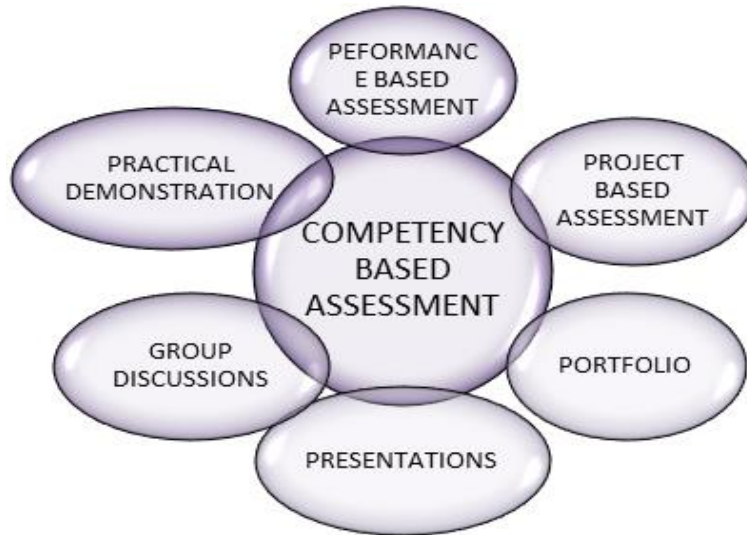 PEFORMANC
E BASED
ASSESSMENT
PROJECT
BASED
ASSESSMENT
PORTFOLIO
PRESENTATIONS
GROUP
DISCUSSIONS
PRACTICAL
DEMONSTRATION
COMPETENCY
BASED
ASSESSMENT